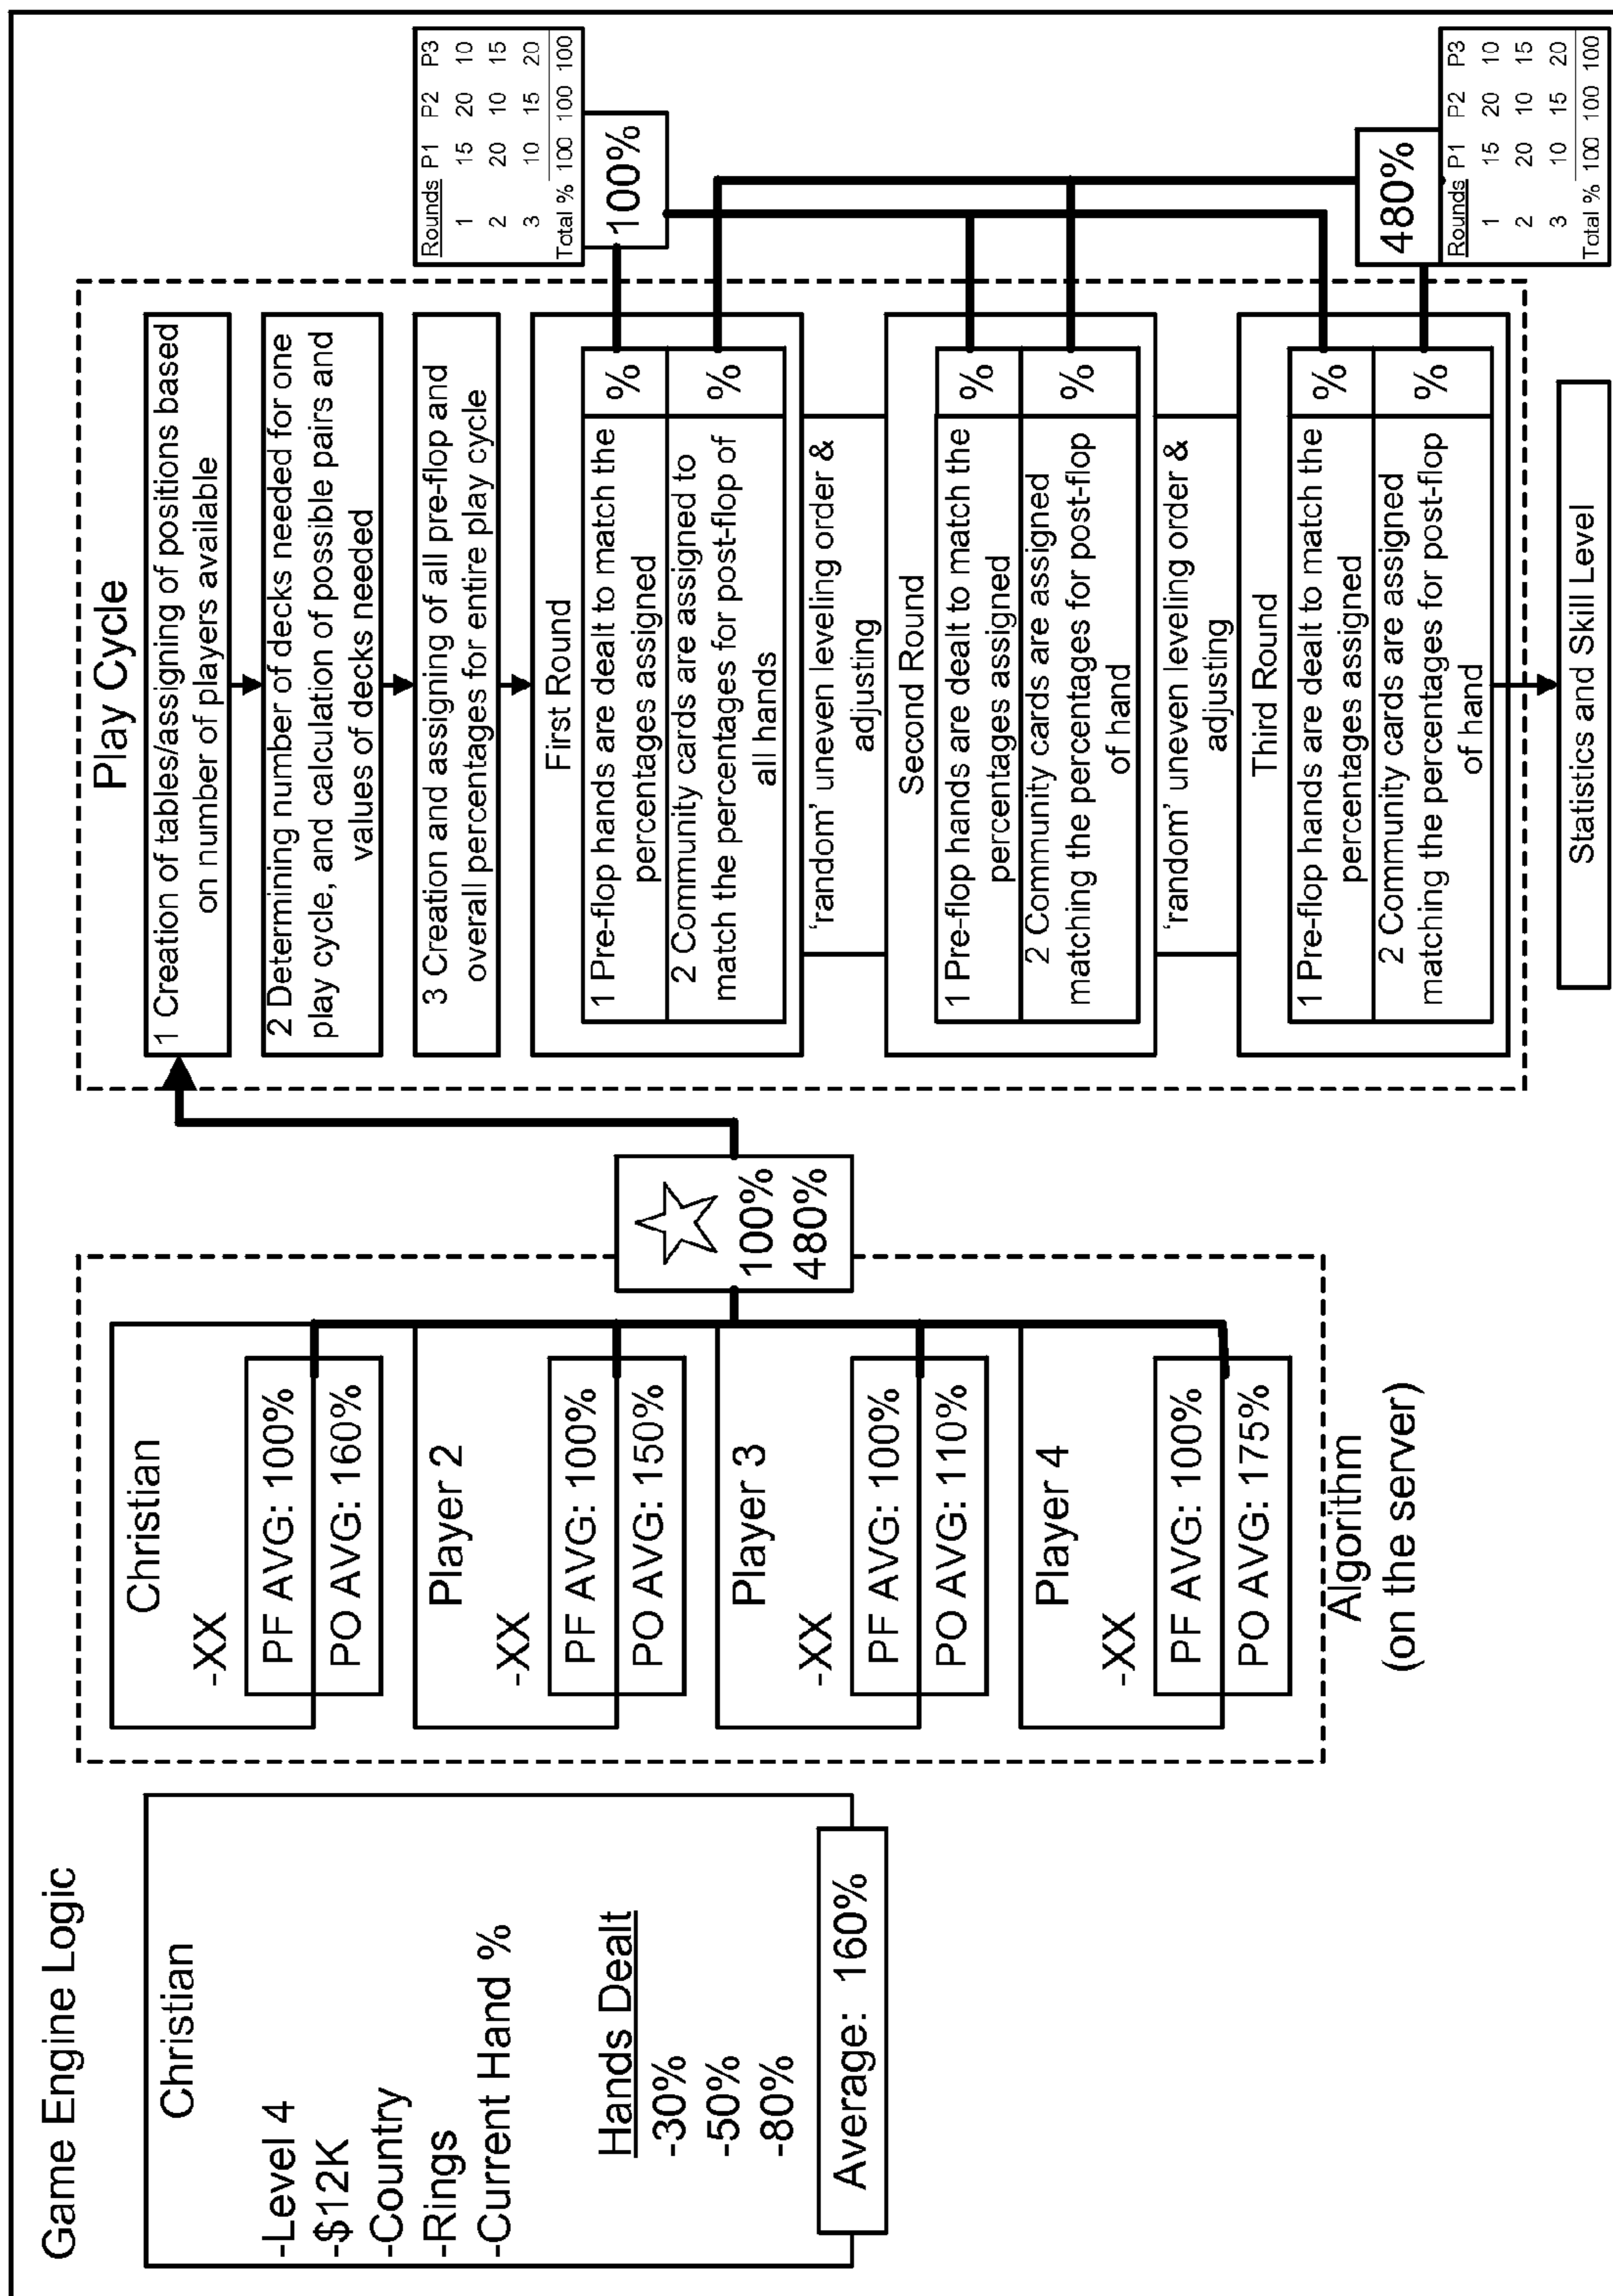 Game Engine Logic
Christian
-Level 4
-$12K
-Country
-Rings
-Current Hand %
Hands Dealt
-30%
-50%
-80%
Average: 160%
Christian
-XX
PF AVG: 100%
PO AVG: 160%
Player 2
-XX
PF AVG: 100%
PO AVG: 150%
Player 3
-XX
PF AVG: 100%
PO AVG: 110%
Player 4
-XX
PF AVG: 100%
PO AVG: 175%
Algorithm
(on the server)
100%
480%
Play Cycle
1 Creation of tables/assigning of positions based
on number of players available
2 Determining number of decks needed for one
play cycle, and calculation of possible pairs and
values of decks needed
3 Creation and assigning of all pre-flop and
overall percentages for entire play cycle
First Round
1 Pre-flop hands are dealt to match the
percentages assigned
%
2 Community cards are assigned to
match the percentages for post-flop of
all hands
%
‘random’ uneven leveling order &
adjusting
Second Round
1 Pre-flop hands are dealt to match the
percentages assigned
%
2 Community cards are assigned
matching the percentages for post-flop
of hand
%
‘random’ uneven leveling order &
adjusting
Third Round
1 Pre-flop hands are dealt to match the
percentages assigned
%
2 Community cards are assigned
matching the percentages for post-flop
of hand
%
Statistics and Skill Level
Rounds P1 P2 P3
1 15 20 10
2 20 10 15
3 10 15 20
Total % 100 100 100
100%
480%
Rounds P1 P2 P3
1 15 20 10
2 20 10 15
3 10 15 20
Total % 100 100 100